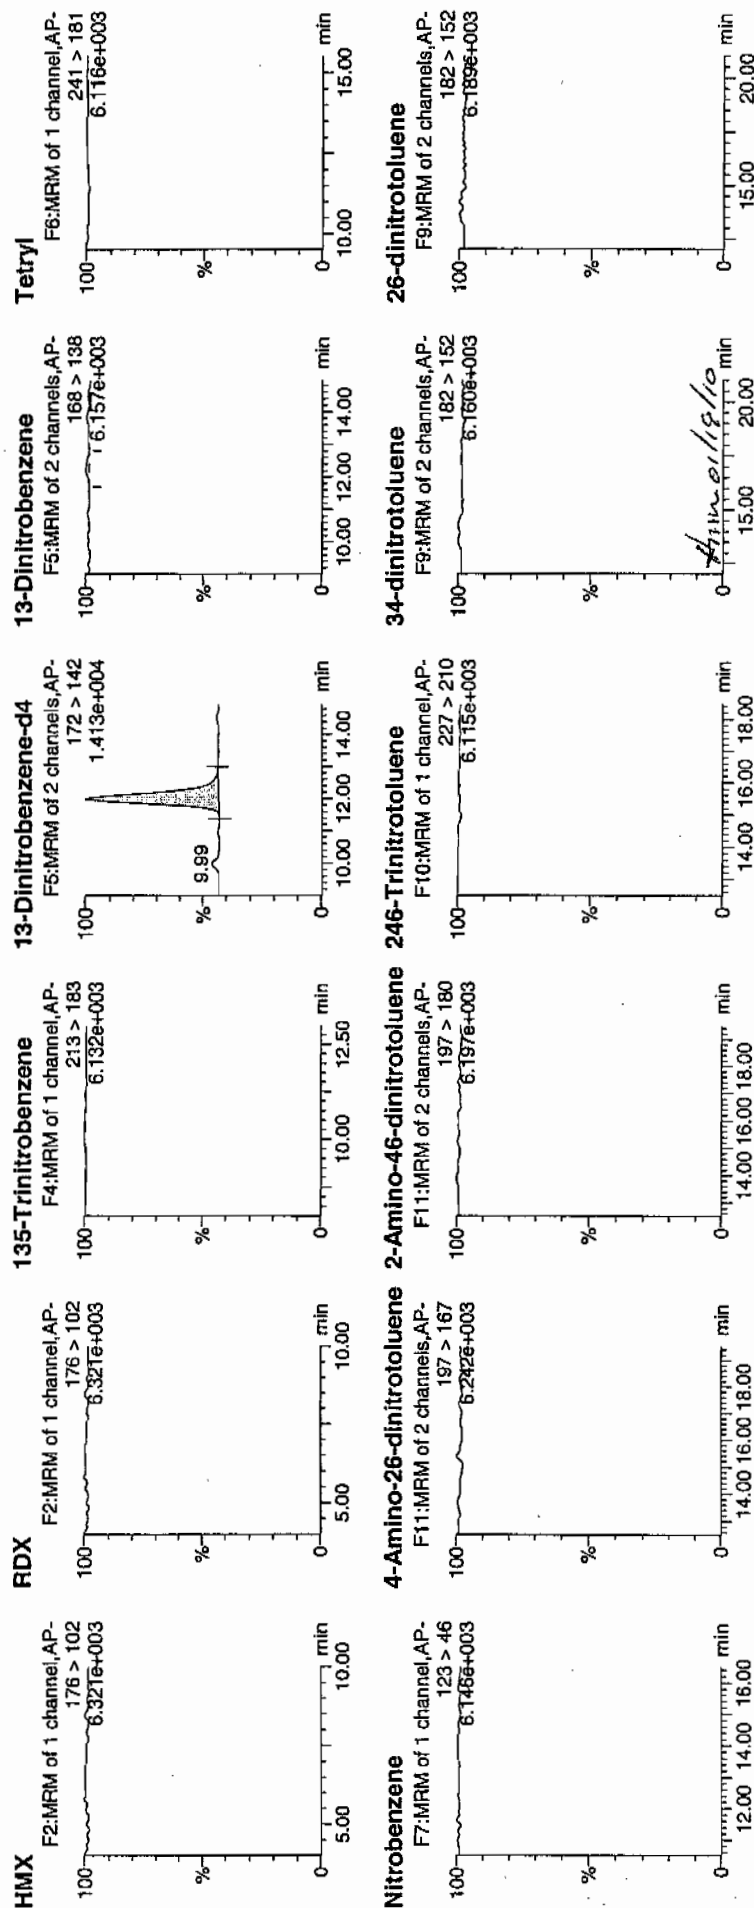 HMX
F2:MRM of 1 channel,AP-
176 > 102
6.321e+003
100
%
0
5.00 10.00 min
RDX
F2:MRM of 1 channel,AP-
176 > 102
6.321e+003
100
%
0
5.00 10.00 min
135-Trinitrobenzene
F4:MRM of 1 channel,AP-
213 > 183
6.132e+003
100
%
0
10.00 12.50 min
13-Dinitrobenzene-d4
F5:MRM of 2 channels,AP-
172 > 142
1.413e+004
100
%
9.99
0
10.00 12.00 14.00 min
13-Dinitrobenzene
F5:MRM of 2 channels,AP-
168 > 138
6.157e+003
100
%
0
10.00 12.00 14.00 min
Tetryl
F6:MRM of 1 channel,AP-
241 > 181
6.116e+003
100
%
0
10.00 15.00 min
Nitrobenzene
F7:MRM of 1 channel,AP-
123 > 46
6.146e+003
100
%
0
12.00 14.00 16.00 min
4-Amino-26-dinitrotoluene
F11:MRM of 2 channels,AP-
197 > 167
6.242e+003
100
%
0
14.00 16.00 18.00 min
2-Amino-46-dinitrotoluene
F11:MRM of 2 channels,AP-
197 > 180
6.197e+003
100
%
0
14.00 16.00 18.00 min
246-Trinitrotoluene
F10:MRM of 1 channel,AP-
227 > 210
6.115e+003
100
%
0
14.00 16.00 18.00 min
34-dinitrotoluene
F9:MRM of 2 channels,AP-
182 > 152
6.160e+003
100
%
01/18/10
0
15.00 20.00 min
26-dinitrotoluene
F9:MRM of 2 channels,AP-
182 > 152
6.189e+003
100
%
0
15.00 20.00 min